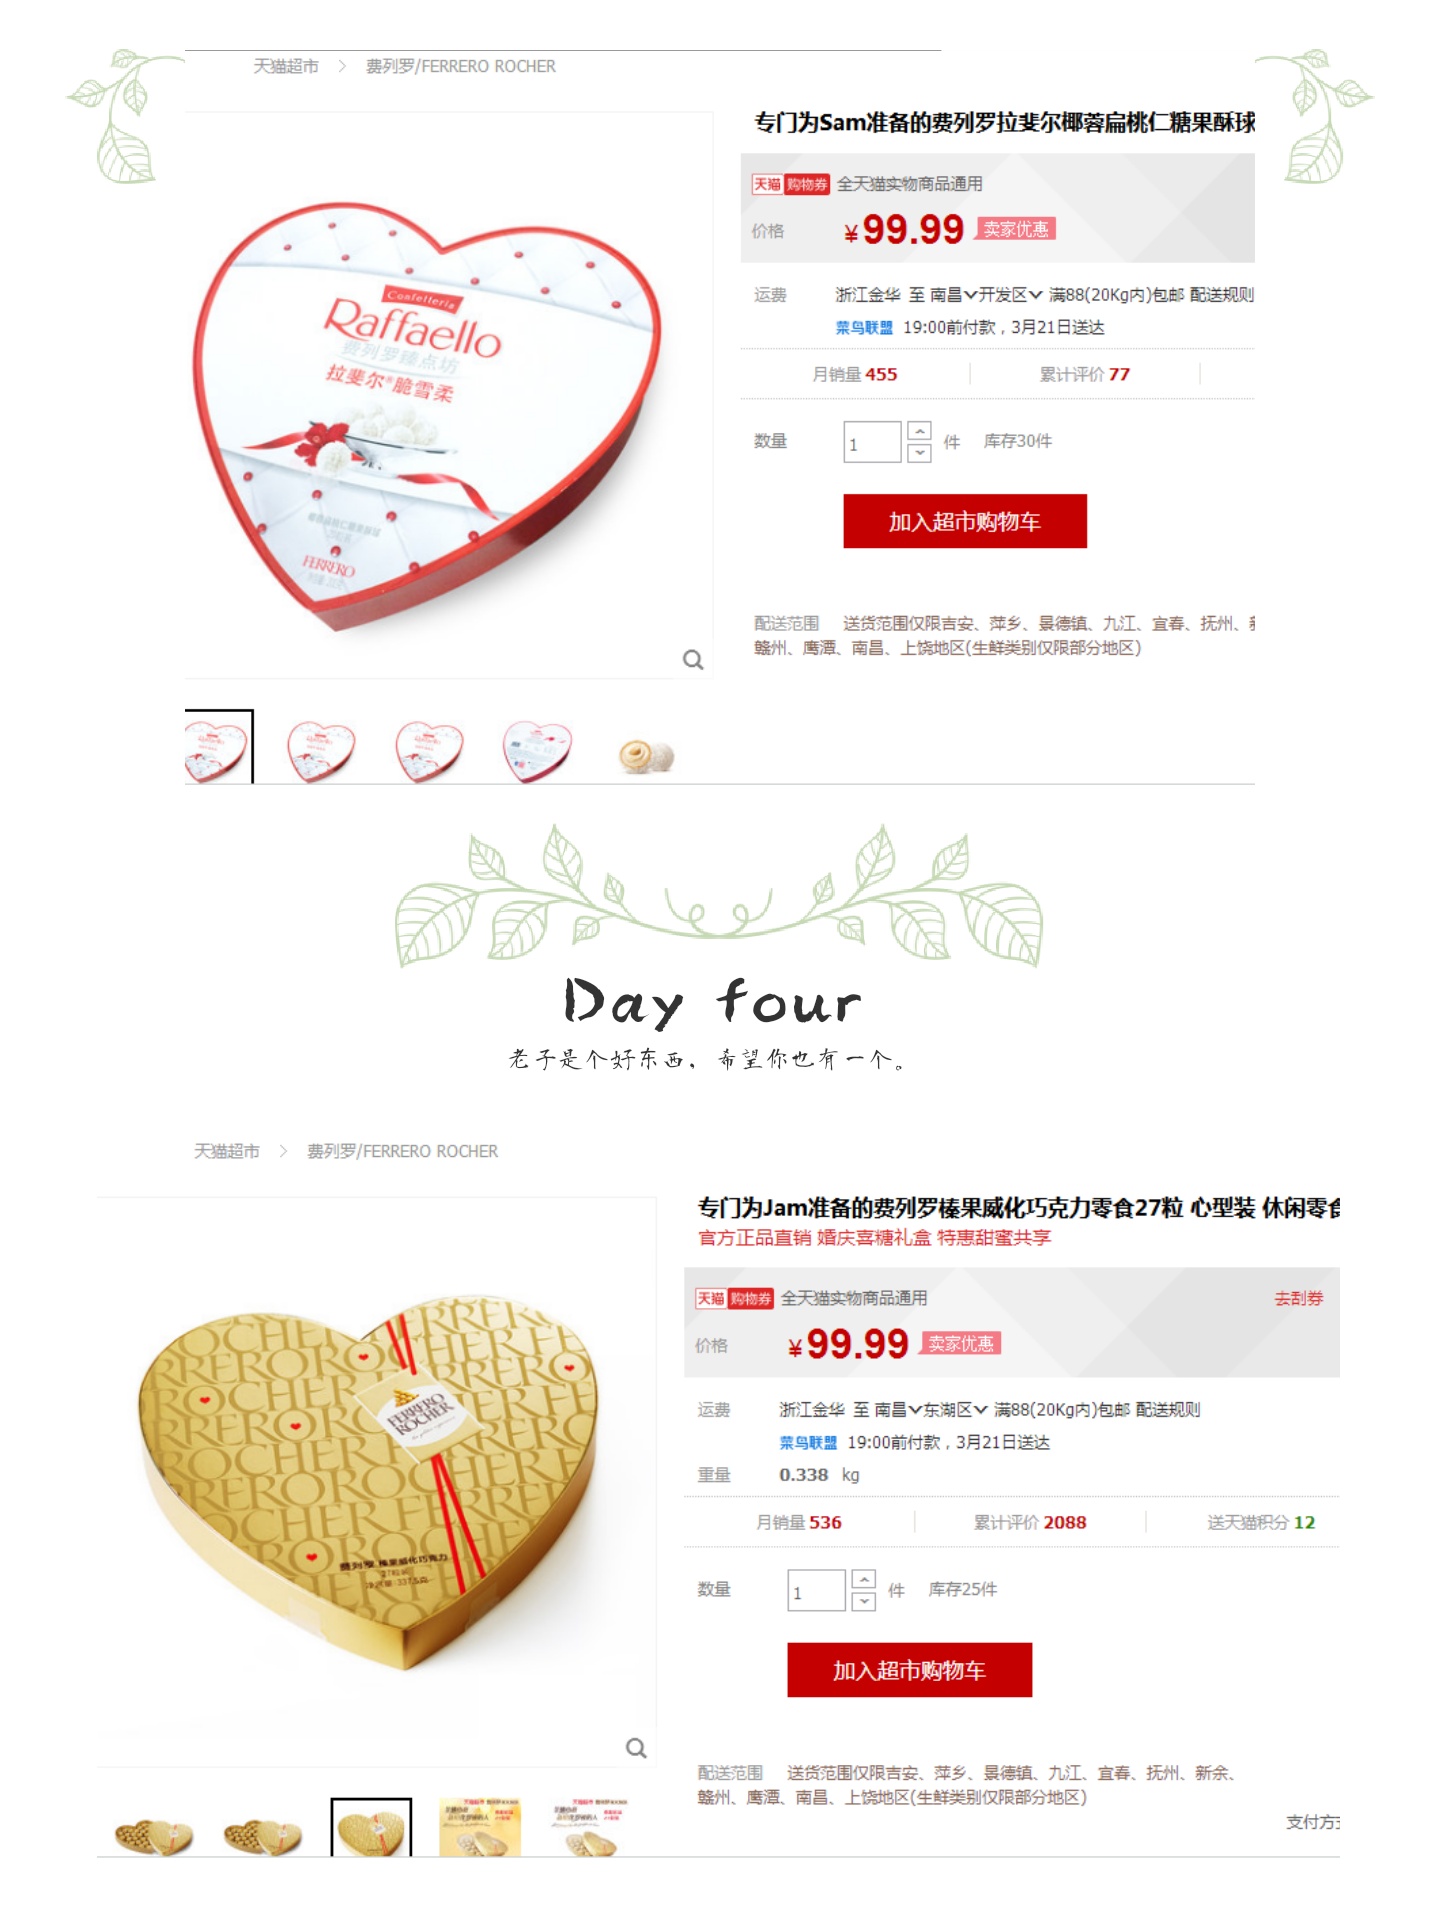 天猫超市 > 费列罗/FERRERO ROCHER
专门为Sam准备的费列罗拉斐尔椰蓉扁桃仁糖果酥球
天猫 购物券 全天猫实物商品通用
价格 ¥99.99 卖家优惠
运费 浙江金华 至 南昌 开发区 满88(20Kg内)包邮 配送规则
菜鸟联盟 19:00前付款，3月21日送达
月销量 455 累计评价 77
数量 1 件 库存30件
加入超市购物车
配送范围 送货范围仅限吉安、萍乡、景德镇、九江、宜春、抚州、
赣州、鹰潭、南昌、上饶地区(生鲜类别仅限部分地区)
Confetteria
Raffaello
费列罗臻点坊
拉斐尔®脆雪柔
FERRERO
Day four
老子是个好东西，希望你也有一个。
天猫超市 > 费列罗/FERRERO ROCHER
专门为Jam准备的费列罗榛果威化巧克力零食27粒 心型装 休闲零食
官方正品直销 婚庆喜糖礼盒 特惠甜蜜共享
天猫 购物券 全天猫实物商品通用 去刮券
价格 ¥99.99 卖家优惠
运费 浙江金华 至 南昌 东湖区 满88(20Kg内)包邮 配送规则
菜鸟联盟 19:00前付款，3月21日送达
重量 0.338 kg
月销量 536 累计评价 2088 送天猫积分 12
数量 1 件 库存25件
加入超市购物车
配送范围 送货范围仅限吉安、萍乡、景德镇、九江、宜春、抚州、新余、
赣州、鹰潭、南昌、上饶地区(生鲜类别仅限部分地区)
支付方
FERRERO
ROCHER
费列罗 榛果威化巧克力
27粒装
净含量:337.5克